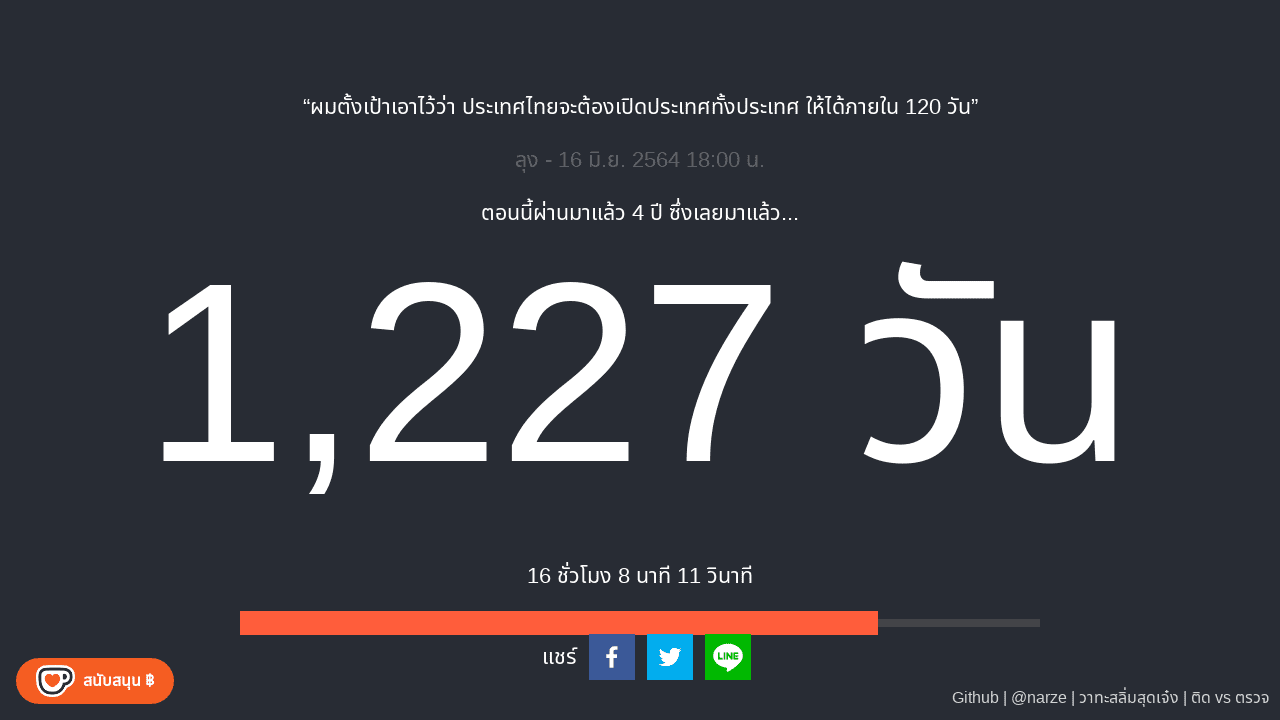 “ผมตั้งเป้าเอาไว้ว่า ประเทศไทยจะต้องเปิดประเทศทั้งประเทศ ให้ได้ภายใน 120 วัน”
ลุง - 16 มิ.ย. 2564 18:00 น.
ตอนนี้ผ่านมาแล้ว 4 ปี ซึ่งเลยมาแล้ว...
1,227 วัน
16 ชั่วโมง 8 นาที 11 วินาที
แชร์
LINE
สนับสนุน ฿
Github | @narze | วาทะสลิ่มสุดเจ๋ง | ติด vs ตรวจ